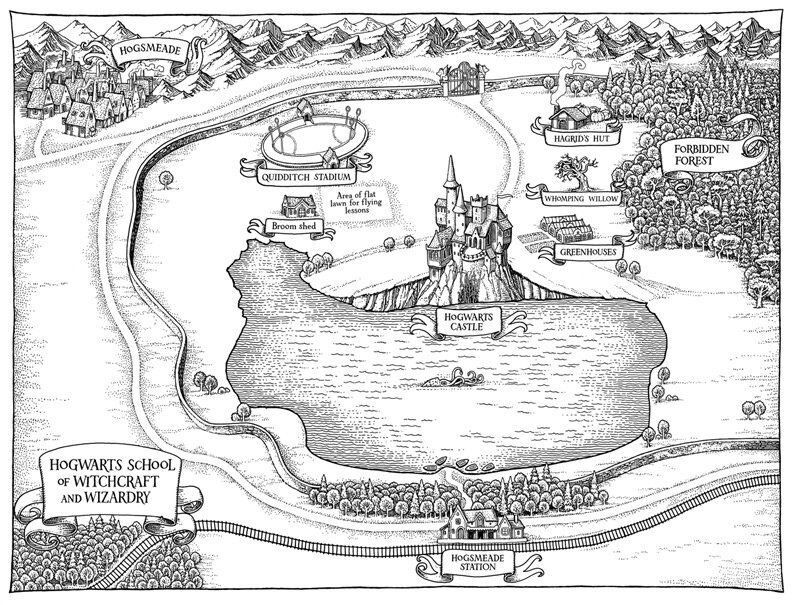 HOGSMEADE
HAGRID'S HUT
FORBIDDEN
FOREST
QUIDDITCH STADIUM
Area of flat
lawn for flying
lessons
WHOMPING WILLOW
Broom shed
GREENHOUSES
HOGWARTS
CASTLE
HOGWARTS SCHOOL
OF WITCHCRAFT
AND WIZARDRY
HOGSMEADE
STATION